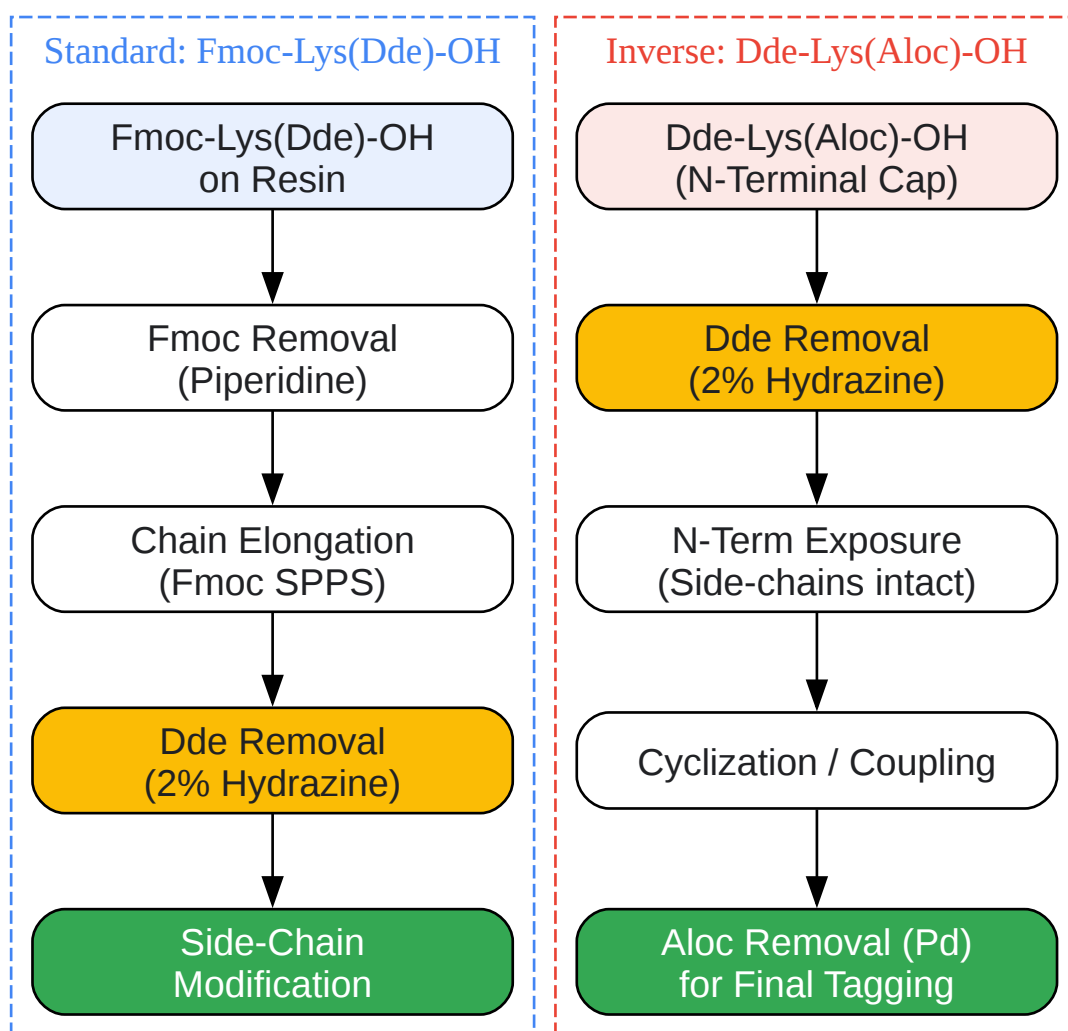 Standard: Fmoc-Lys(Dde)-OH
Fmoc-Lys(Dde)-OH
on Resin
Fmoc Removal
(Piperidine)
Chain Elongation
(Fmoc SPPS)
Dde Removal
(2% Hydrazine)
Side-Chain
Modification
Inverse: Dde-Lys(Aloc)-OH
Dde-Lys(Aloc)-OH
(N-Terminal Cap)
Dde Removal
(2% Hydrazine)
N-Term Exposure
(Side-chains intact)
Cyclization / Coupling
Aloc Removal (Pd)
for Final Tagging